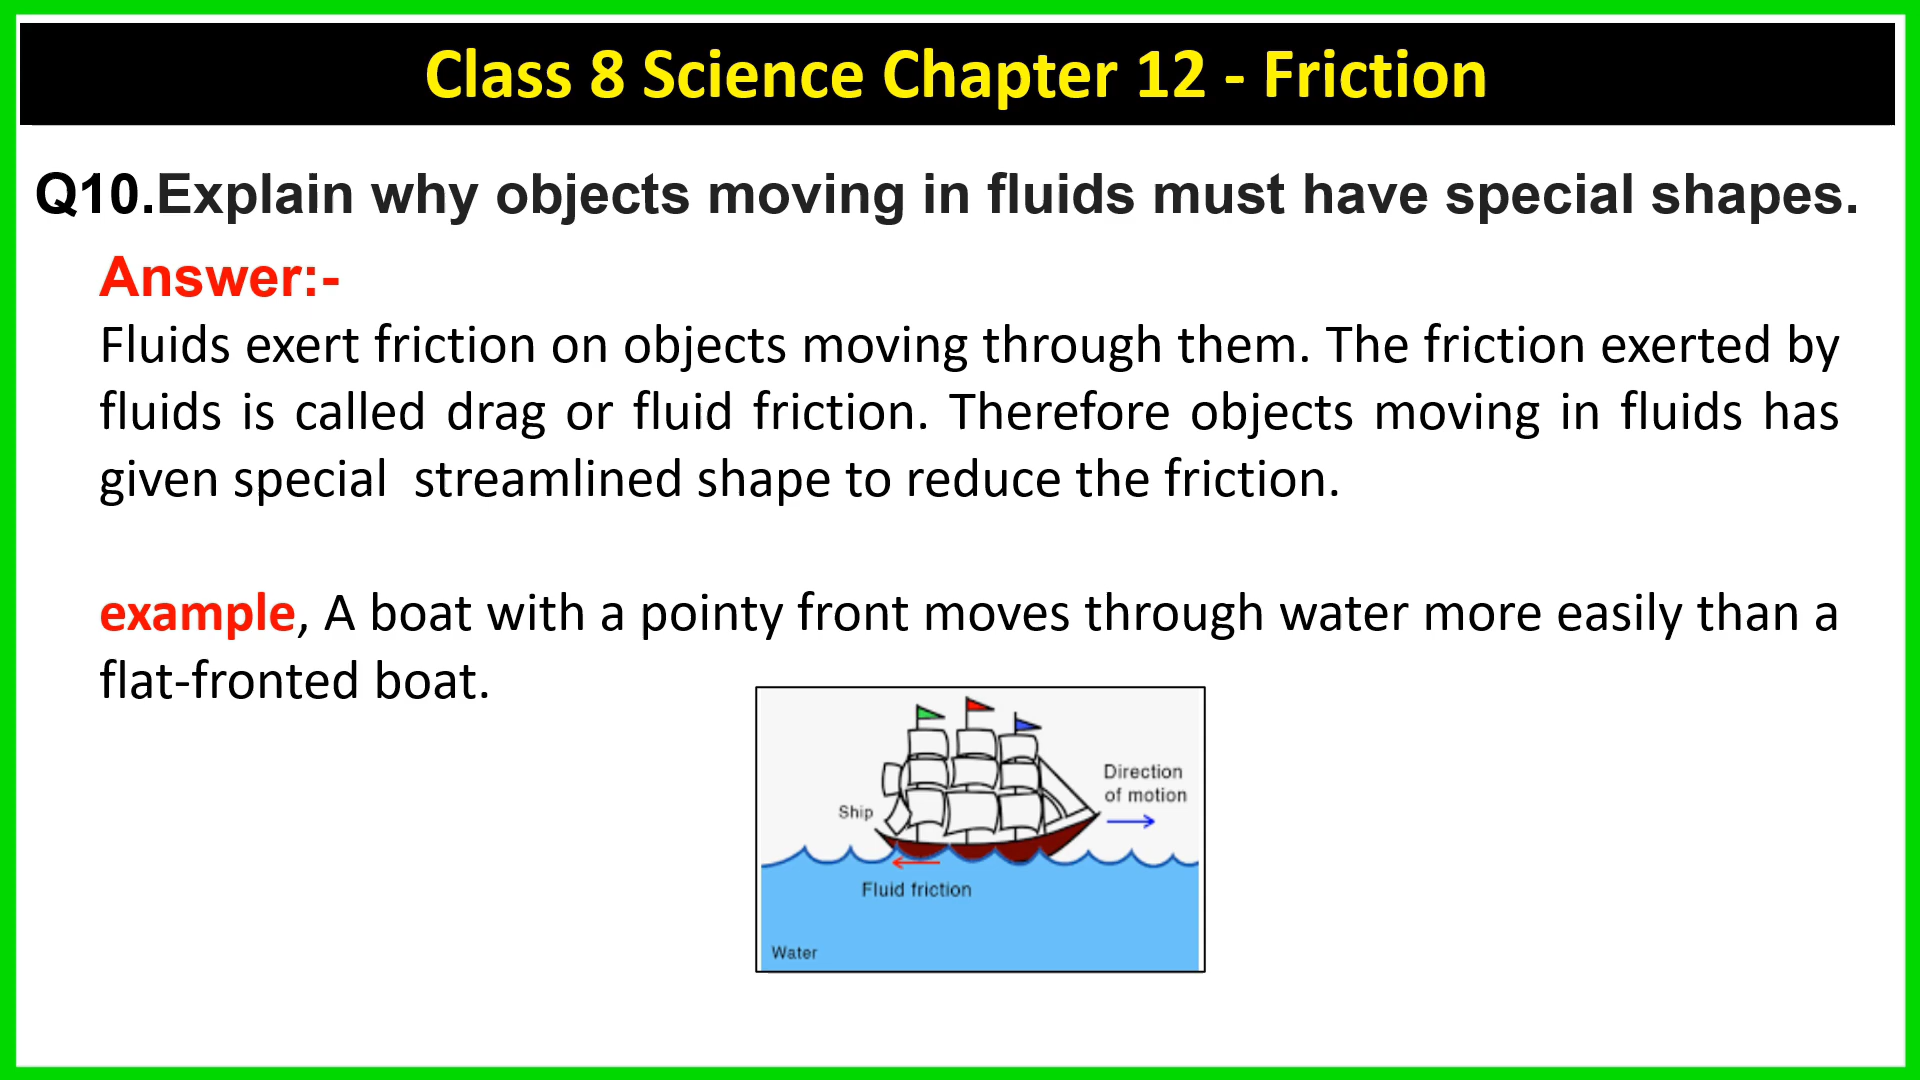 Class 8 Science Chapter 12 - Friction
Q10.Explain why objects moving in fluids must have special shapes.
Answer:-
Fluids exert friction on objects moving through them. The friction exerted by
fluids is called drag or fluid friction. Therefore objects moving in fluids has
given special  streamlined shape to reduce the friction.
example, A boat with a pointy front moves through water more easily than a
flat-fronted boat.
Direction
of motion
Ship
Fluid friction
Water